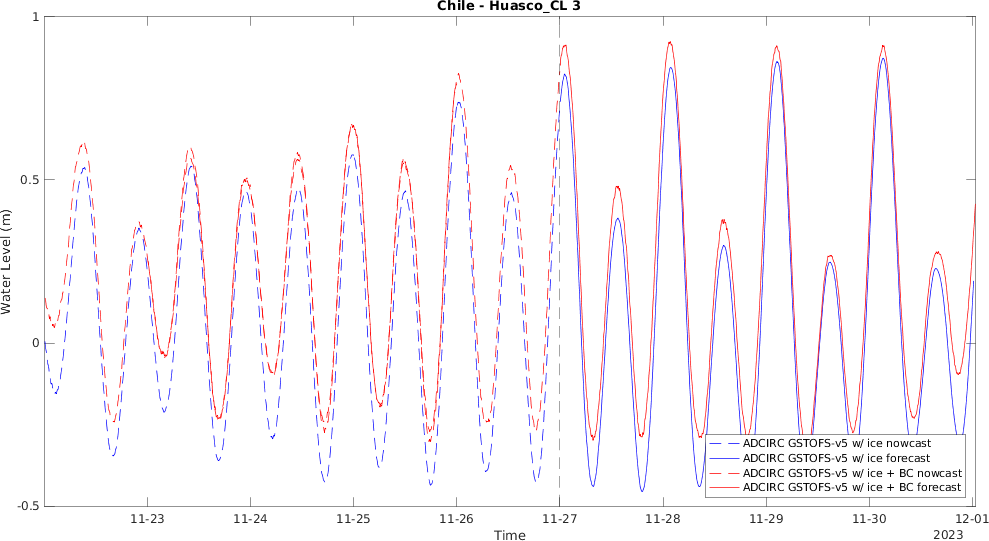 Chile - Huasco_CL 3
1
0.5
0
-0.5
Water Level (m)
ADCIRC GSTOFS-v5 w/ ice nowcast
ADCIRC GSTOFS-v5 w/ ice forecast
ADCIRC GSTOFS-v5 w/ ice + BC nowcast
ADCIRC GSTOFS-v5 w/ ice + BC forecast
11-23 11-24 11-25 11-26 11-27 11-28 11-29 11-30 12-01
Time
2023